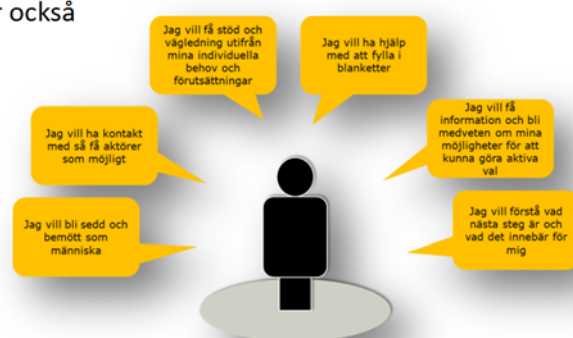 också
Jag vill få stöd och
vägledning utifrån
mina individuella
behov och
förutsättningar
Jag vill ha hjälp
med att fylla i
blanketter
Jag vill ha kontakt
med så få aktörer
som möjligt
Jag vill få
information och bli
medveten om mina
möjligheter för att
kunna göra aktiva
val
Jag vill bli sedd och
bemött som
människa
Jag vill förstå vad
nästa steg är och
vad det innebär för
mig